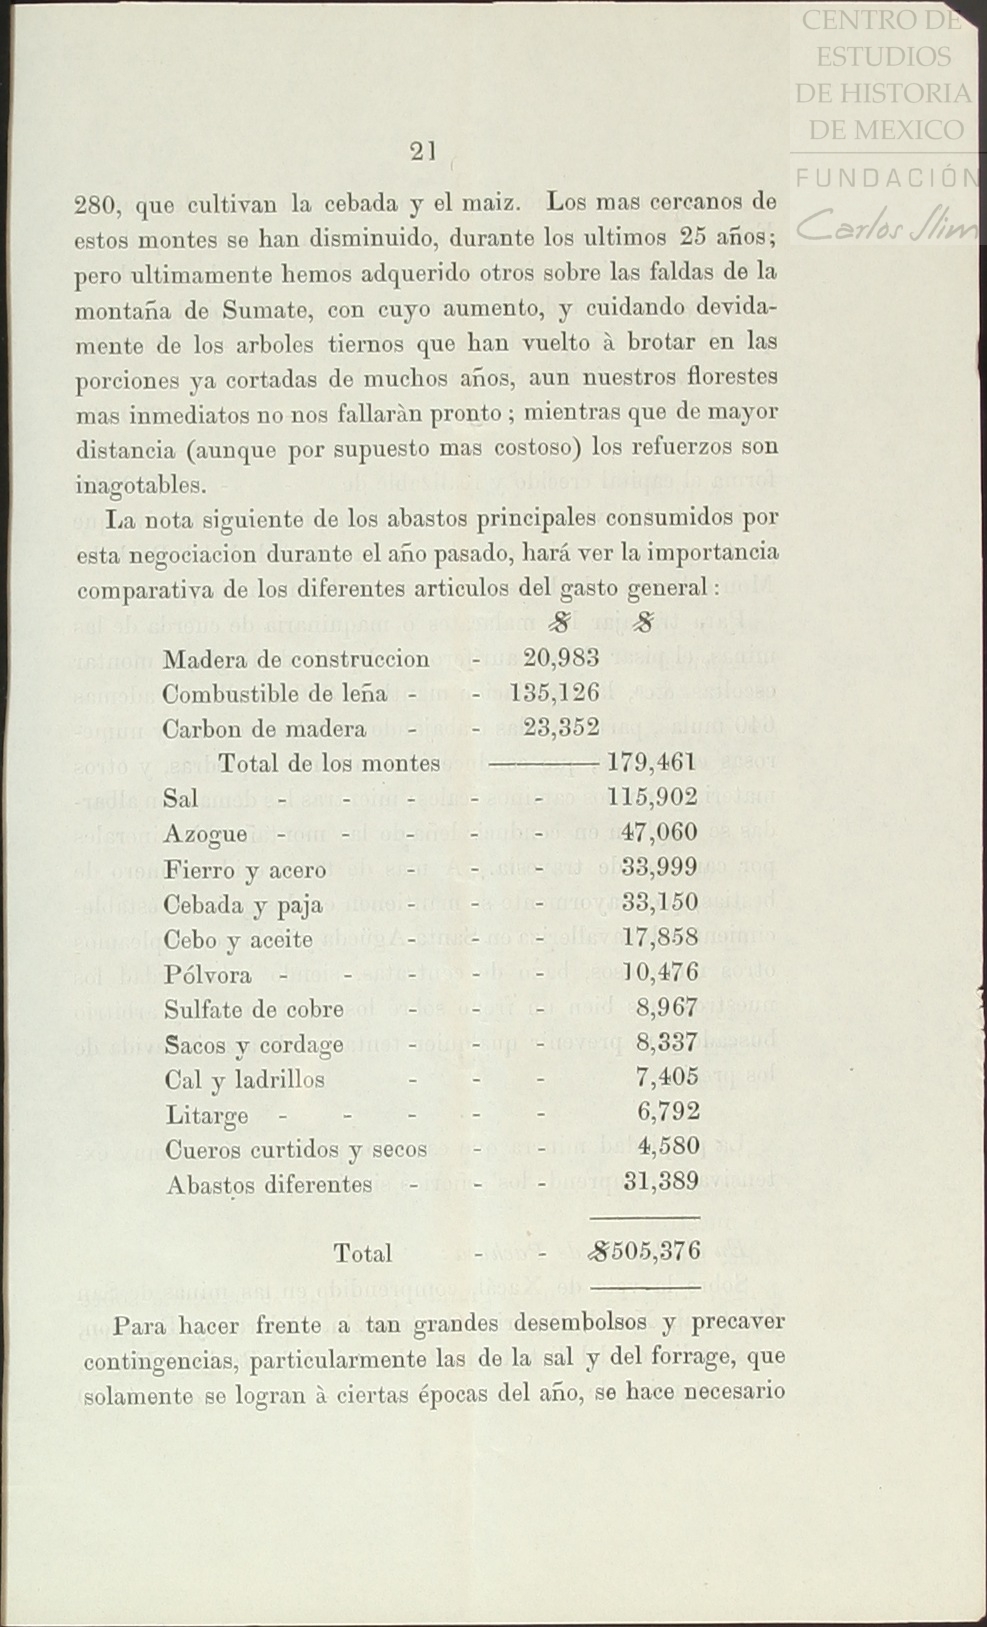 CENTRO DE
ESTUDIOS
DE HISTORIA
DE MEXICO
FUNDACIÓN
Carlos Slim
21
280, que cultivan la cebada y el maiz. Los mas cercanos de
estos montes se han disminuido, durante los ultimos 25 años;
pero ultimamente hemos adquerido otros sobre las faldas de la
montaña de Sumate, con cuyo aumento, y cuidando devida-
mente de los arboles tiernos que han vuelto à brotar en las
porciones ya cortadas de muchos años, aun nuestros florestes
mas inmediatos no nos fallaràn pronto; mientras que de mayor
distancia (aunque por supuesto mas costoso) los refuerzos son
inagotables.
La nota siguiente de los abastos principales consumidos por
esta negociacion durante el año pasado, hará ver la importancia
comparativa de los diferentes articulos del gasto general:
$ $
Madera de construccion - 20,983
Combustible de leña - - 135,126
Carbon de madera - - 23,352
Total de los montes 179,461
Sal - - - - - 115,902
Azogue - - - - - 47,060
Fierro y acero - - - 33,999
Cebada y paja - - - 33,150
Cebo y aceite - - - 17,858
Pólvora - - - - - 10,476
Sulfate de cobre - - - 8,967
Sacos y cordage - - - 8,337
Cal y ladrillos - - - 7,405
Litarge - - - - - 6,792
Cueros curtidos y secos - - 4,580
Abastos diferentes - - - 31,389
Total - - $505,376
Para hacer frente a tan grandes desembolsos y precaver
contingencias, particularmente las de la sal y del forrage, que
solamente se logran à ciertas épocas del año, se hace necesario